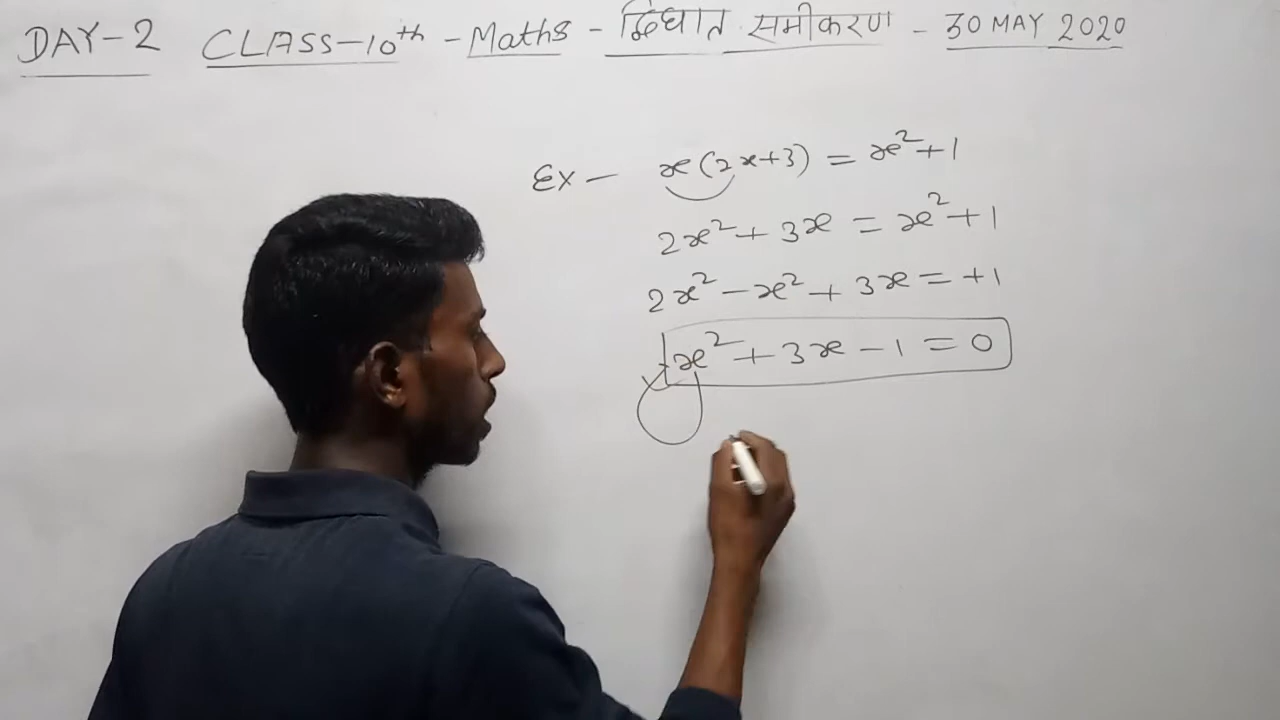 DAY-2 CLASS-10th - Maths - द्विघात समीकरण - 30 MAY 2020
Ex - x(2x+3) = x²+1
2x²+3x = x²+1
2x²-x²+3x=+1
x²+3x-1=0